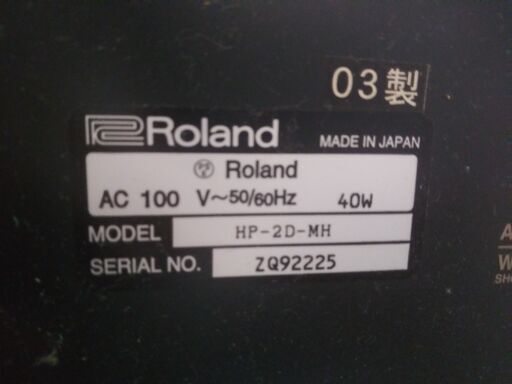 03製
Roland
MADE IN JAPAN
Roland
AC 100 V~50/60Hz 40W
MODEL HP-2D-MH
SERIAL NO. ZQ92225